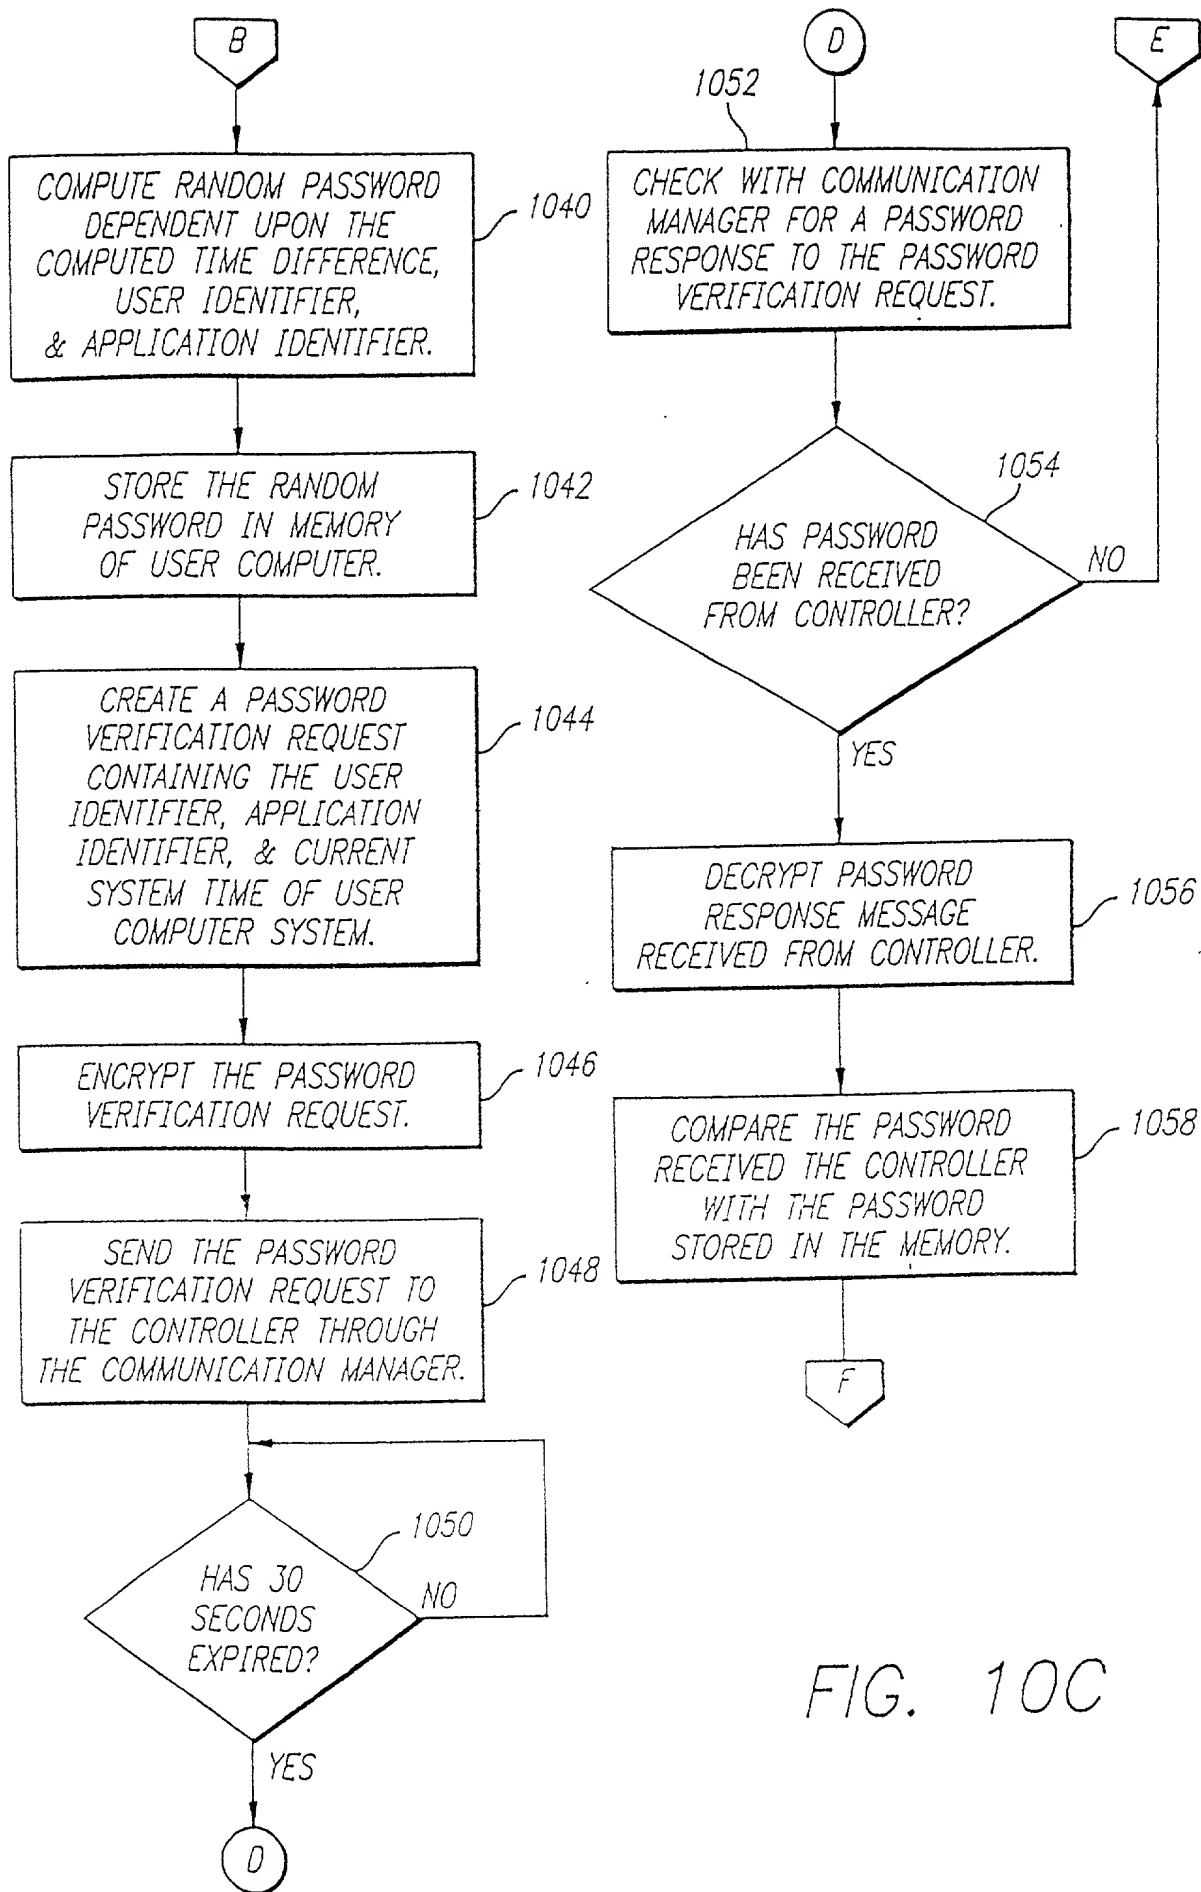 B
COMPUTE RANDOM PASSWORD
DEPENDENT UPON THE
COMPUTED TIME DIFFERENCE,
USER IDENTIFIER,
& APPLICATION IDENTIFIER.
1040
STORE THE RANDOM
PASSWORD IN MEMORY
OF USER COMPUTER.
1042
CREATE A PASSWORD
VERIFICATION REQUEST
CONTAINING THE USER
IDENTIFIER, APPLICATION
IDENTIFIER, & CURRENT
SYSTEM TIME OF USER
COMPUTER SYSTEM.
1044
ENCRYPT THE PASSWORD
VERIFICATION REQUEST.
1046
SEND THE PASSWORD
VERIFICATION REQUEST TO
THE CONTROLLER THROUGH
THE COMMUNICATION MANAGER.
1048
HAS 30
SECONDS
EXPIRED?
1050
NO
YES
D
D
1052
CHECK WITH COMMUNICATION
MANAGER FOR A PASSWORD
RESPONSE TO THE PASSWORD
VERIFICATION REQUEST.
HAS PASSWORD
BEEN RECEIVED
FROM CONTROLLER?
1054
NO
E
YES
DECRYPT PASSWORD
RESPONSE MESSAGE
RECEIVED FROM CONTROLLER.
1056
COMPARE THE PASSWORD
RECEIVED THE CONTROLLER
WITH THE PASSWORD
STORED IN THE MEMORY.
1058
F
FIG. 10C